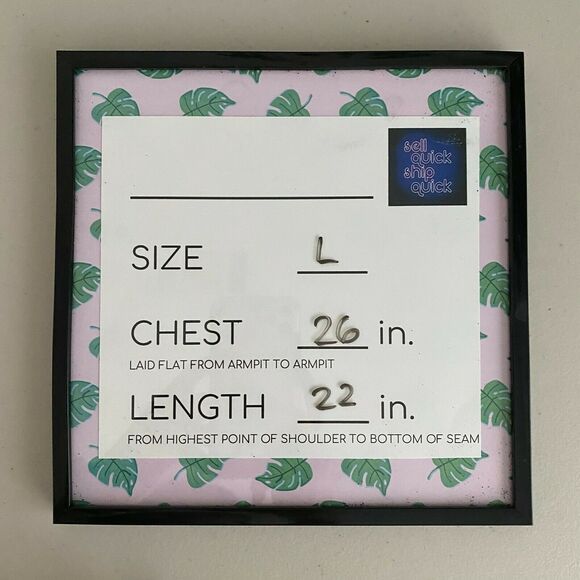 sell
quick
ship
quick
SIZE L
CHEST 26 in.
LAID FLAT FROM ARMPIT TO ARMPIT
LENGTH 22 in.
FROM HIGHEST POINT OF SHOULDER TO BOTTOM OF SEAM